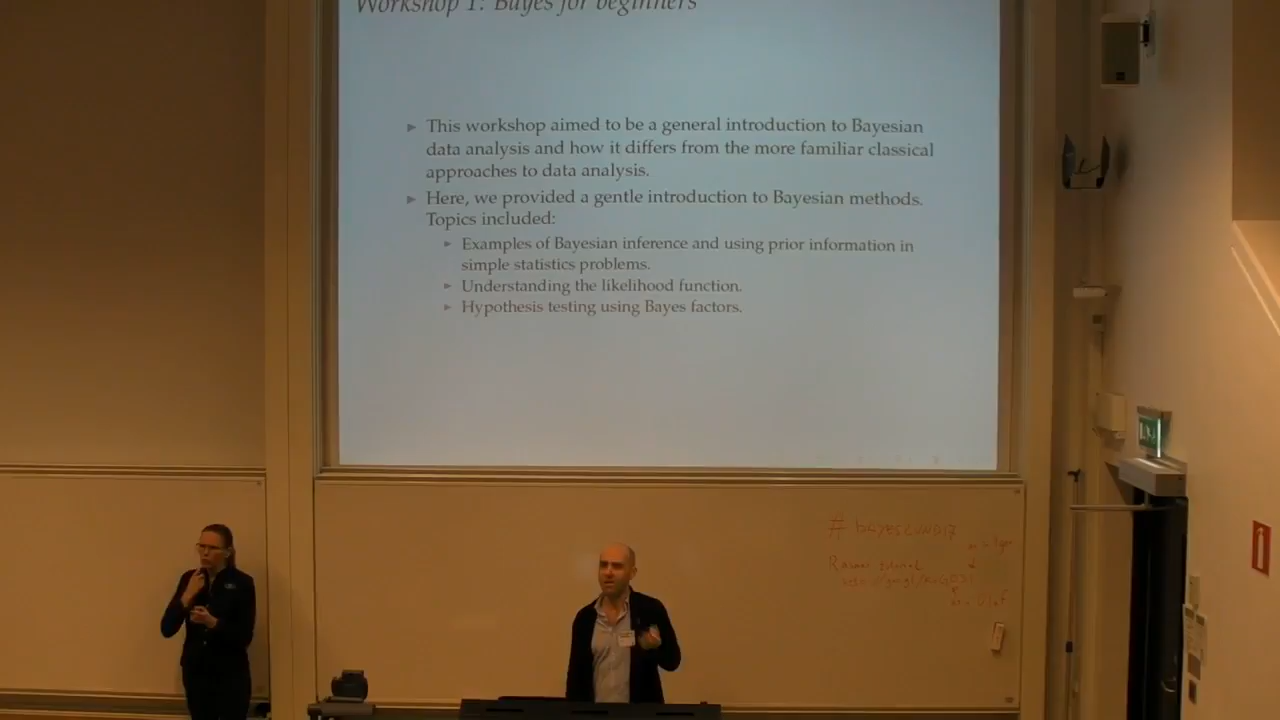 Workshop 1: Bayes for beginners
This workshop aimed to be a general introduction to Bayesian
data analysis and how it differs from the more familiar classical
approaches to data analysis.
Here, we provided a gentle introduction to Bayesian methods.
Topics included:
Examples of Bayesian inference and using prior information in
simple statistics problems.
Understanding the likelihood function.
Hypothesis testing using Bayes factors.